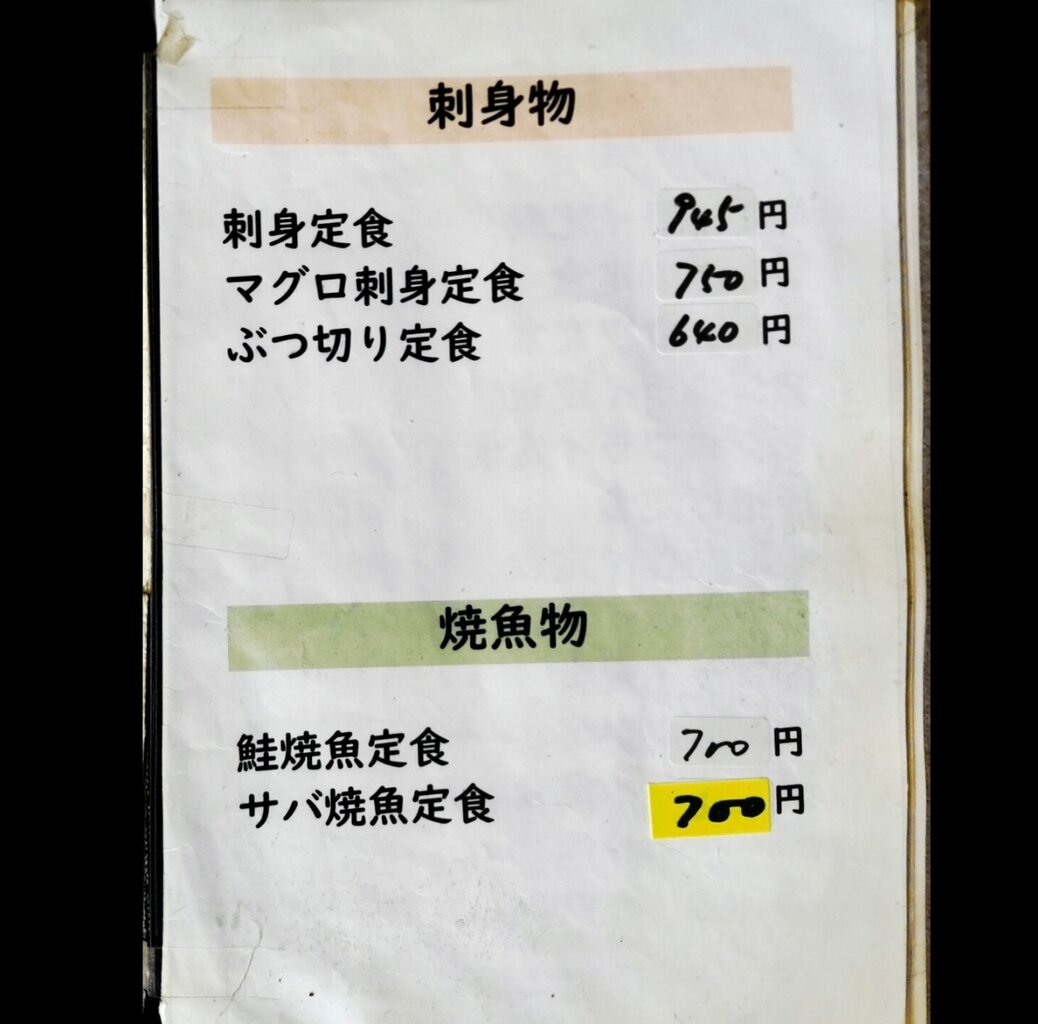 刺身物
刺身定食 945円
マグロ刺身定食 750円
ぶつ切り定食 640円
焼魚物
鮭焼魚定食 700円
サバ焼魚定食 700円